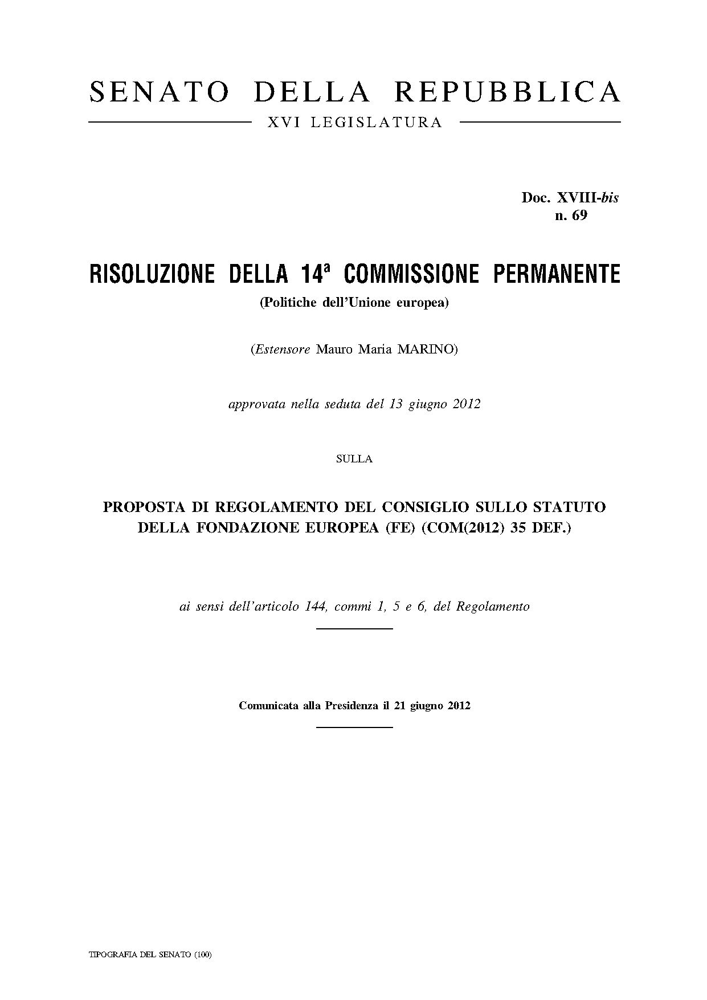 SENATO DELLA REPUBBLICA
XVI LEGISLATURA
Doc. XVIII-bis
n. 69
RISOLUZIONE DELLA 14ª COMMISSIONE PERMANENTE
(Politiche dell’Unione europea)
(Estensore Mauro Maria MARINO)
approvata nella seduta del 13 giugno 2012
SULLA
PROPOSTA DI REGOLAMENTO DEL CONSIGLIO SULLO STATUTO
DELLA FONDAZIONE EUROPEA (FE) (COM(2012) 35 DEF.)
ai sensi dell’articolo 144, commi 1, 5 e 6, del Regolamento
Comunicata alla Presidenza il 21 giugno 2012
TIPOGRAFIA DEL SENATO (100)